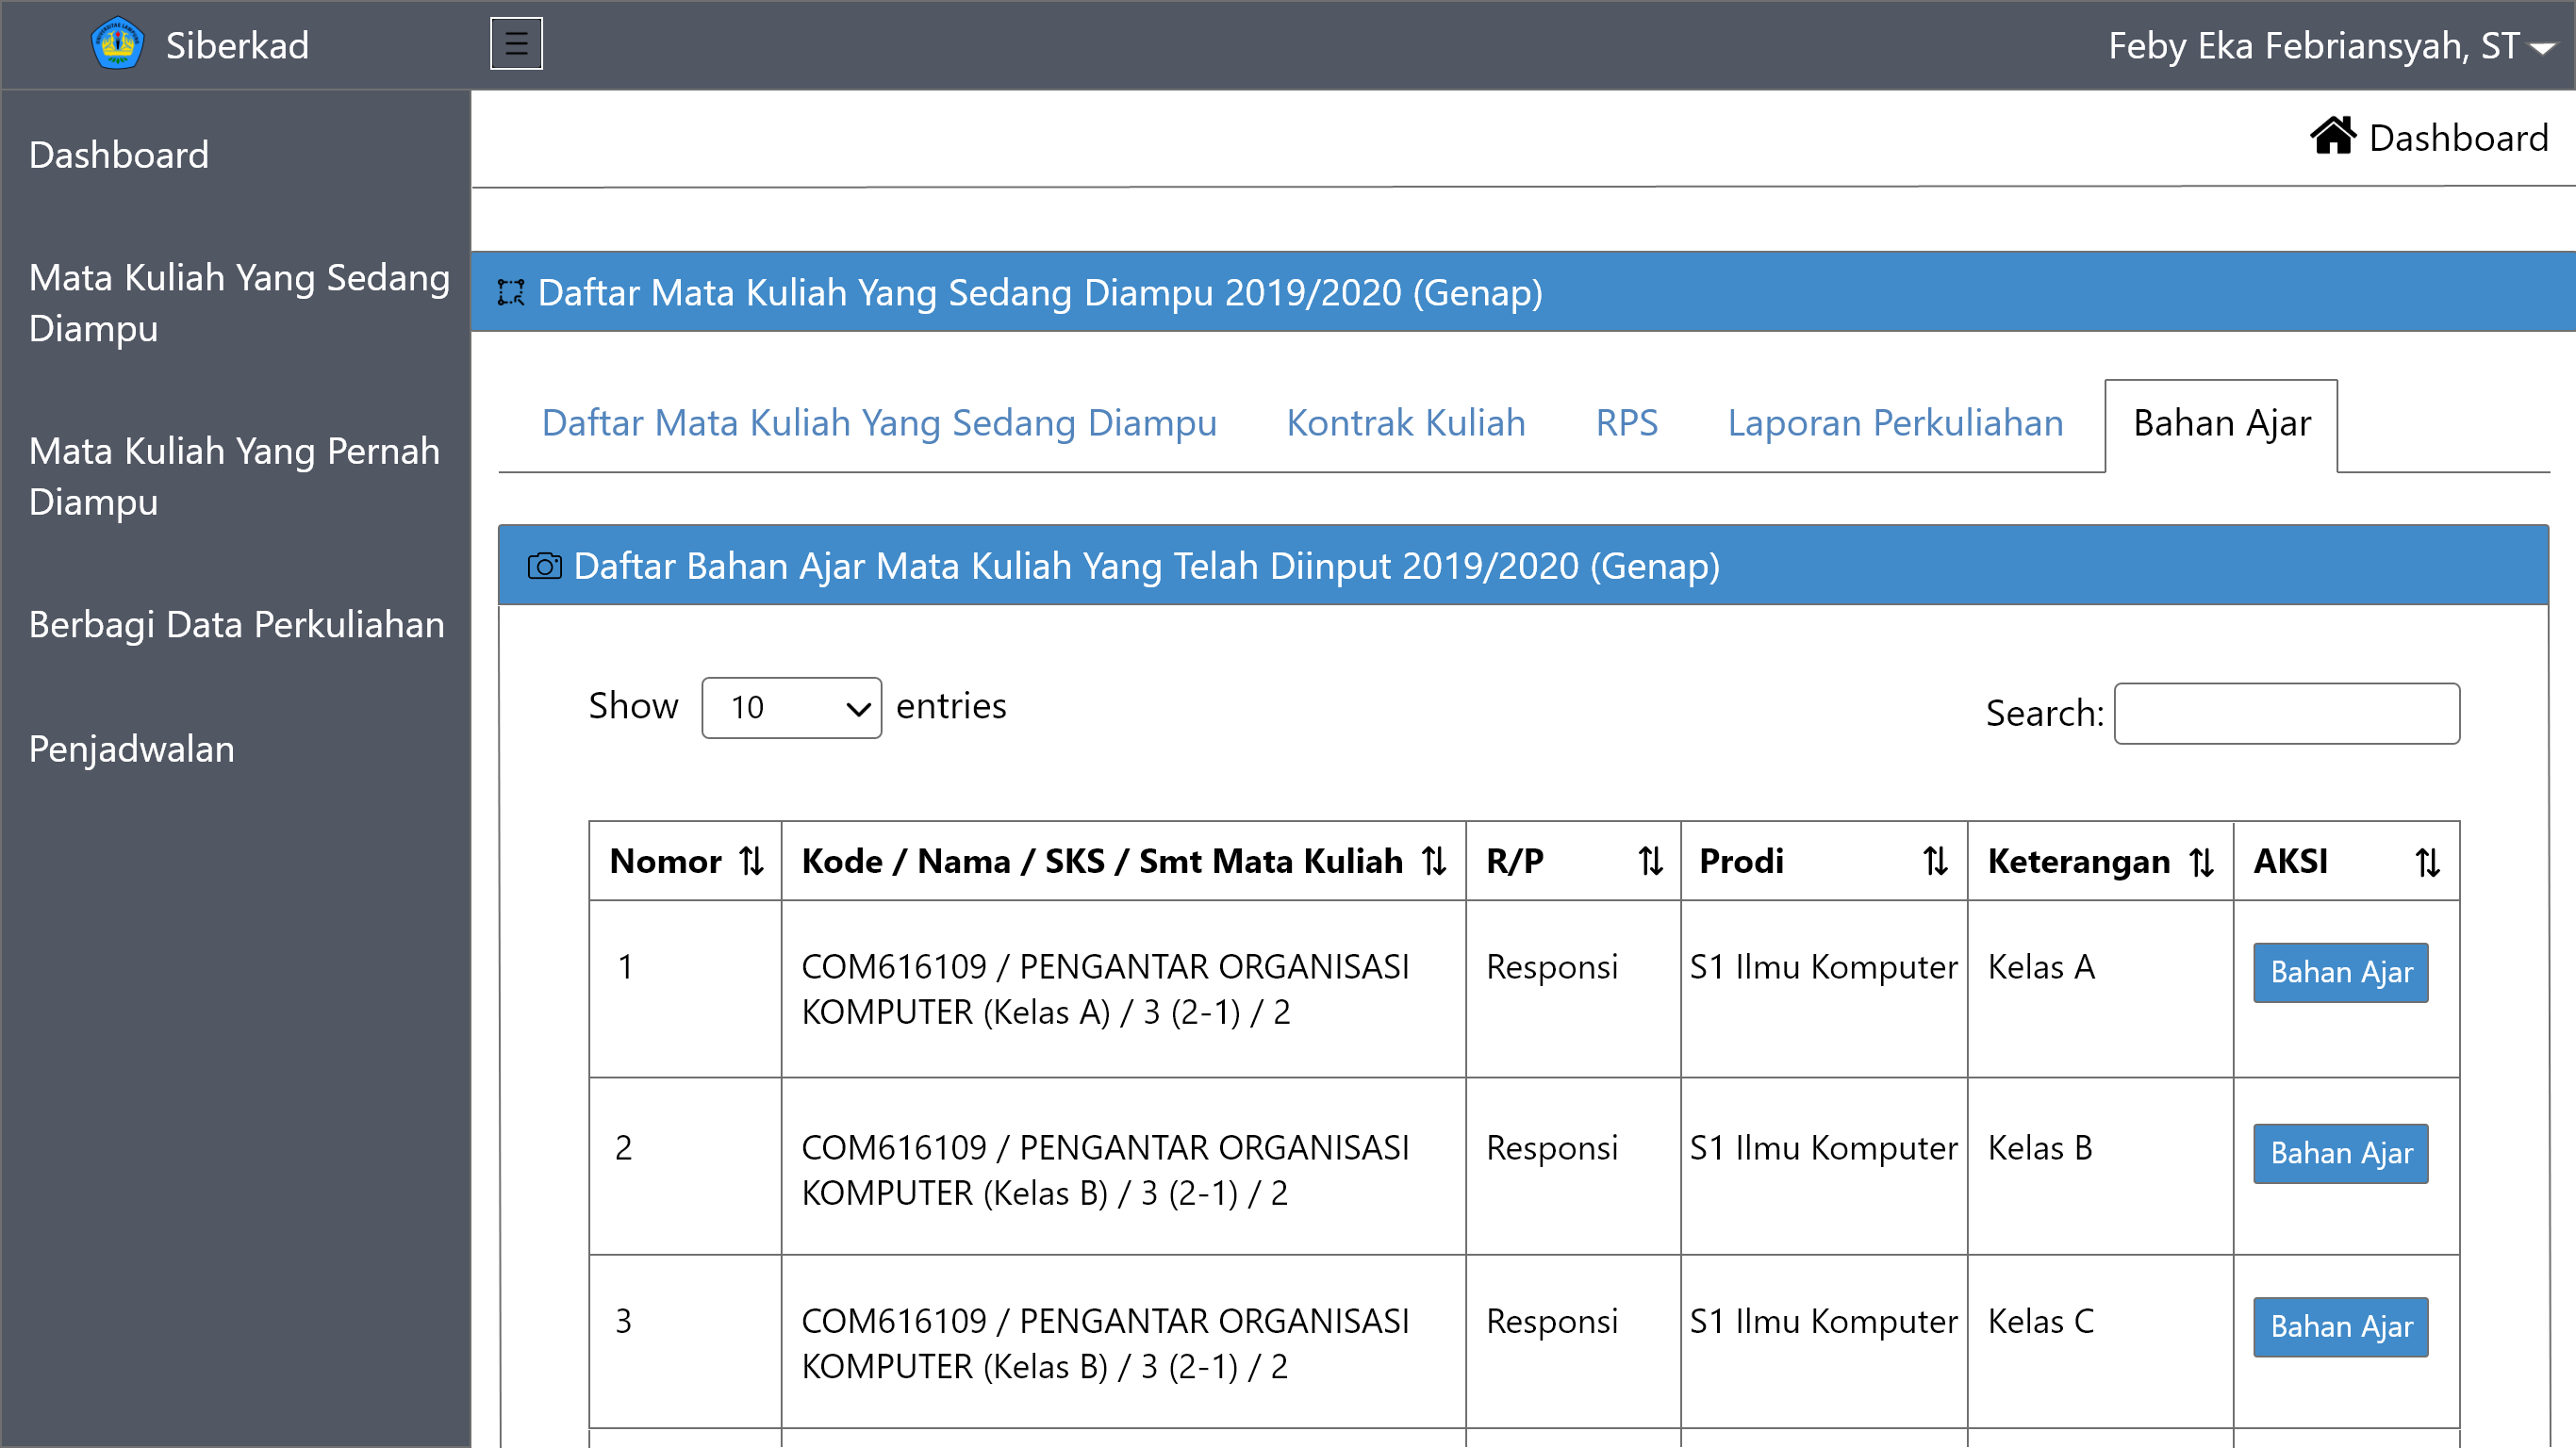 Siberkad
Feby Eka Febriansyah, ST
Dashboard
Dashboard
Mata Kuliah Yang Sedang
Diampu
Mata Kuliah Yang Pernah
Diampu
Berbagi Data Perkuliahan
Penjadwalan
Daftar Mata Kuliah Yang Sedang Diampu 2019/2020 (Genap)
Daftar Mata Kuliah Yang Sedang Diampu Kontrak Kuliah RPS Laporan Perkuliahan Bahan Ajar
Daftar Bahan Ajar Mata Kuliah Yang Telah Diinput 2019/2020 (Genap)
Show 10 entries Search:
Nomor Kode / Nama / SKS / Smt Mata Kuliah R/P Prodi Keterangan AKSI
1 COM616109 / PENGANTAR ORGANISASI Responsi S1 Ilmu Komputer Kelas A Bahan Ajar
KOMPUTER (Kelas A) / 3 (2-1) / 2
2 COM616109 / PENGANTAR ORGANISASI Responsi S1 Ilmu Komputer Kelas B Bahan Ajar
KOMPUTER (Kelas B) / 3 (2-1) / 2
3 COM616109 / PENGANTAR ORGANISASI Responsi S1 Ilmu Komputer Kelas C Bahan Ajar
KOMPUTER (Kelas B) / 3 (2-1) / 2